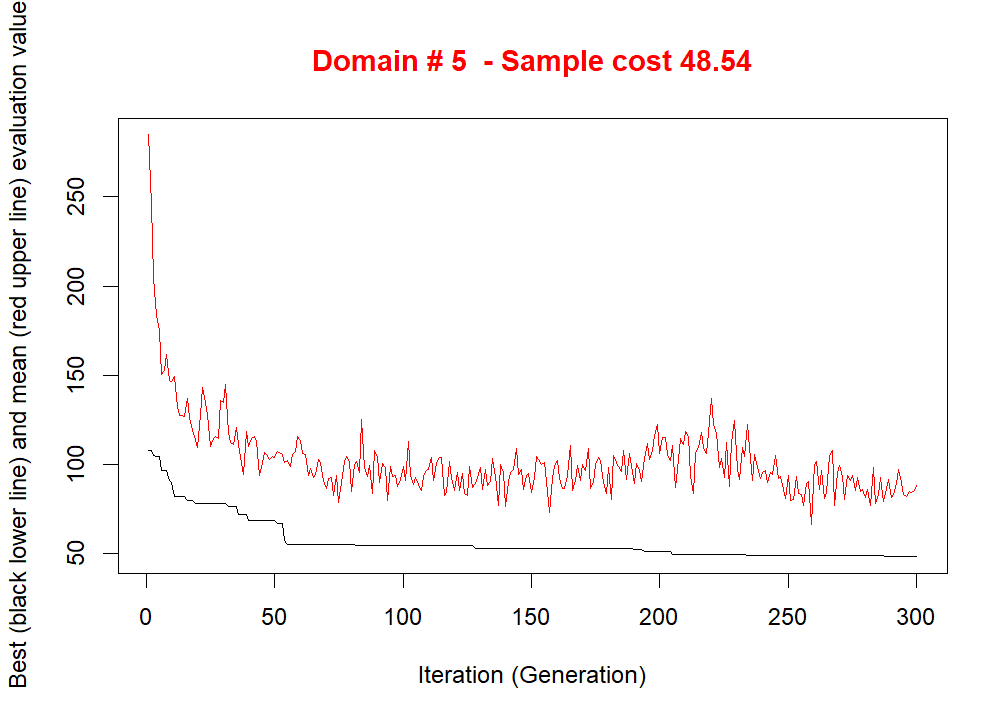 Domain # 5  - Sample cost 48.54
Best (black lower line) and mean (red upper line) evaluation value
250
200
150
100
50
0 50 100 150 200 250 300
Iteration (Generation)